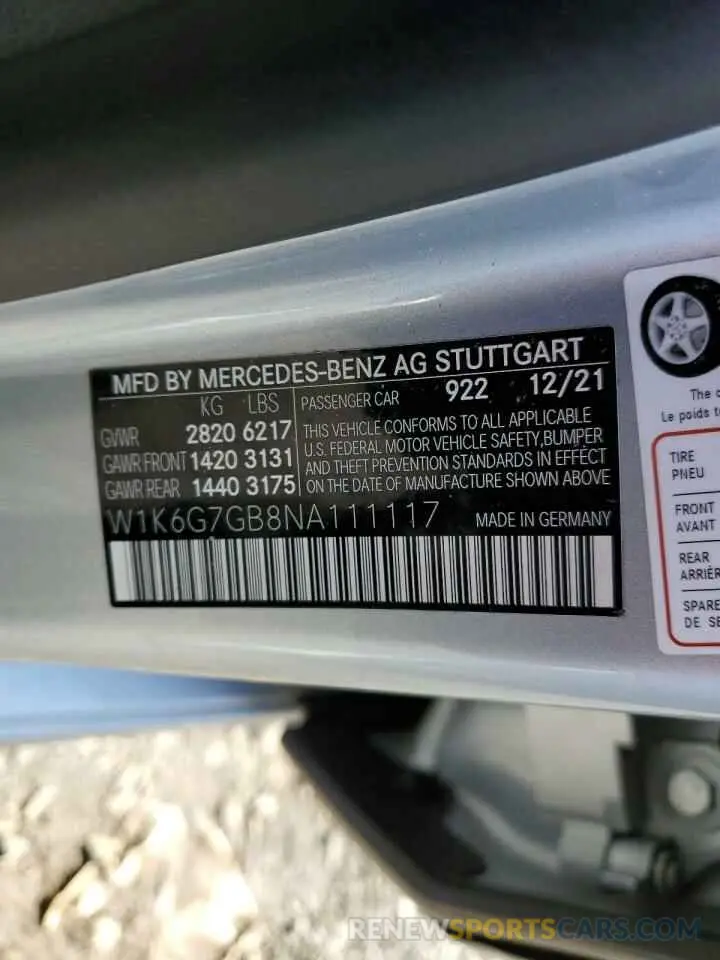 MFD BY MERCEDES-BENZ AG STUTTGART
KG LBS
GVWR 2820 6217
GAWR FRONT 1420 3131
GAWR REAR 1440 3175
PASSENGER CAR 922 12/21
THIS VEHICLE CONFORMS TO ALL APPLICABLE
U.S. FEDERAL MOTOR VEHICLE SAFETY, BUMPER
AND THEFT PREVENTION STANDARDS IN EFFECT
ON THE DATE OF MANUFACTURE SHOWN ABOVE
W1K6G7GB8NA111117 MADE IN GERMANY
The
Le poids
TIRE
PNEU
FRONT
AVANT
REAR
SPARE
DE
RENEWSPORTSCARS.COM